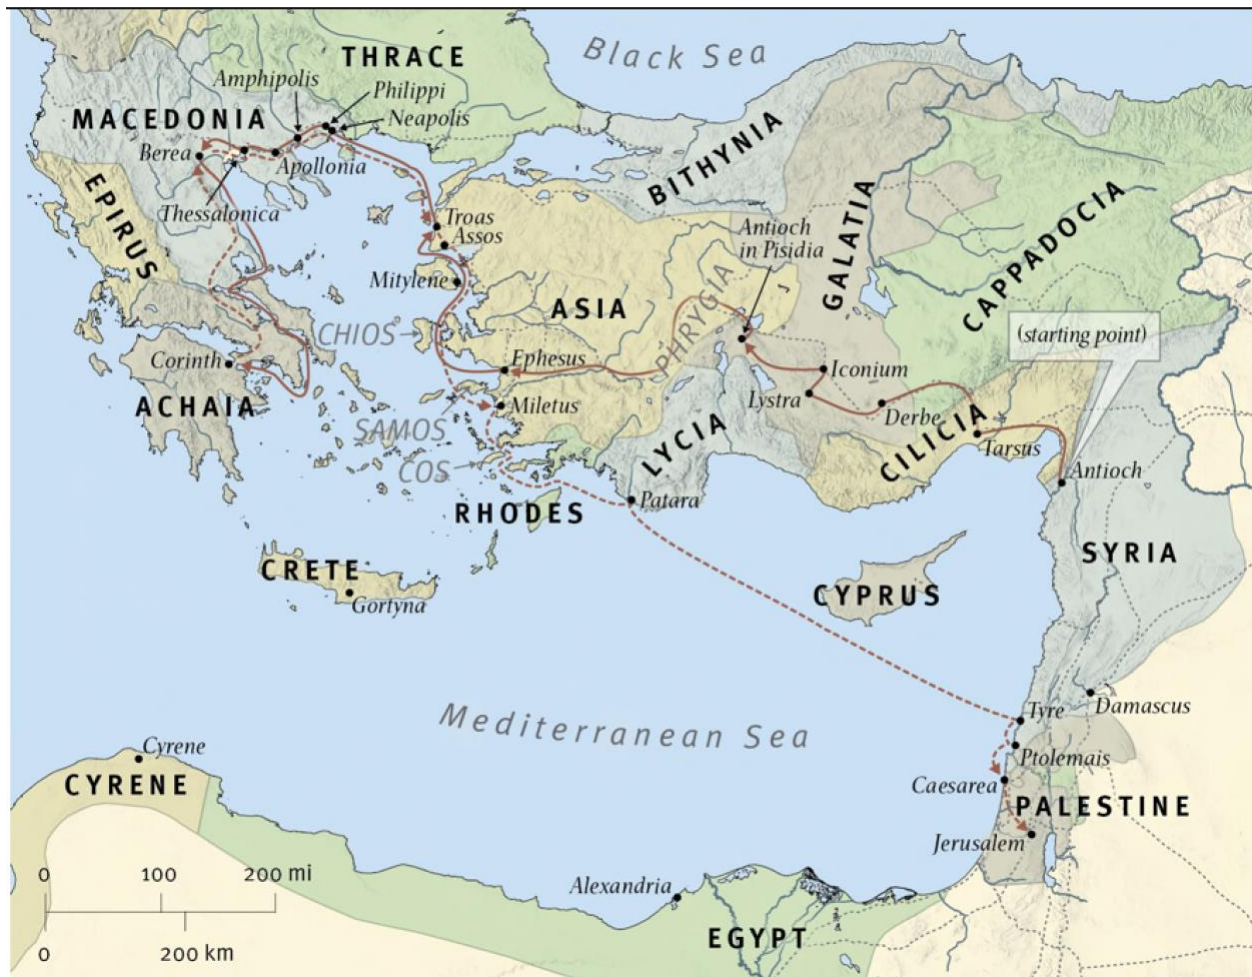 Black Sea
THRACE
Amphipolis
Philippi
Neapolis
MACEDONIA
Berea
Apollonia
Thessalonica
EPIRUS
BITHYNIA
GALATIA
CAPPADOCIA
Troas
Assos
Antioch
in Pisidia
Mitylene
ASIA
PHRYGIA
(starting point)
CHIOS
Corinth
Ephesus
Iconium
ACHAIA
Miletus
Lystra
Derbe
SAMOS
LYCIA
CILICIA
Tarsus
COS
Antioch
Patara
RHODES
SYRIA
CRETE
Gortyna
CYPRUS
Mediterranean Sea
Tyre
Damascus
Cyrene
Ptolemais
CYRENE
Caesarea
PALESTINE
Jerusalem
0 100 200 mi
Alexandria
EGYPT
0 200 km